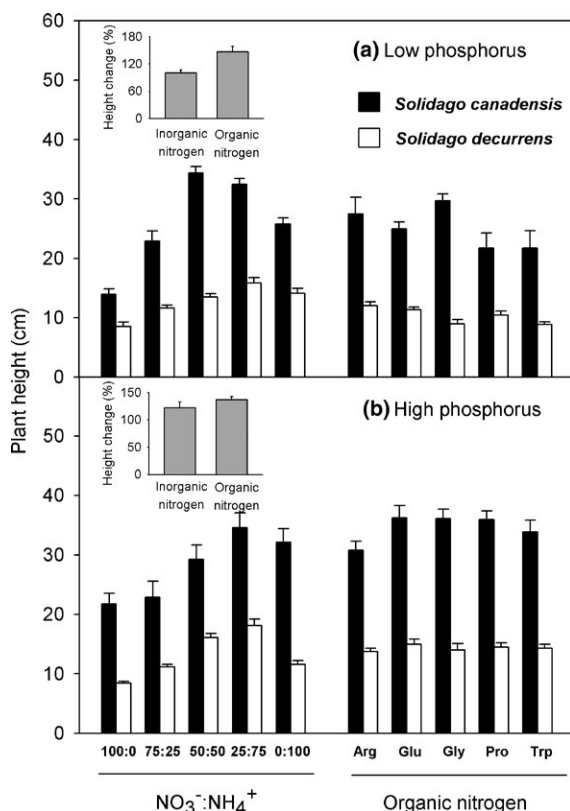 60
50
40
30
20
10
0
Plant height (cm)
180
120
60
0
Height change (%)
Inorganic nitrogen
Organic nitrogen
(a) Low phosphorus
Solidago canadensis
Solidago decurrens
50
40
30
20
10
0
150
100
50
0
Height change (%)
Inorganic nitrogen
Organic nitrogen
(b) High phosphorus
100:0 75:25 50:50 25:75 0:100 Arg Glu Gly Pro Trp
NO₃⁻:NH₄⁺ Organic nitrogen